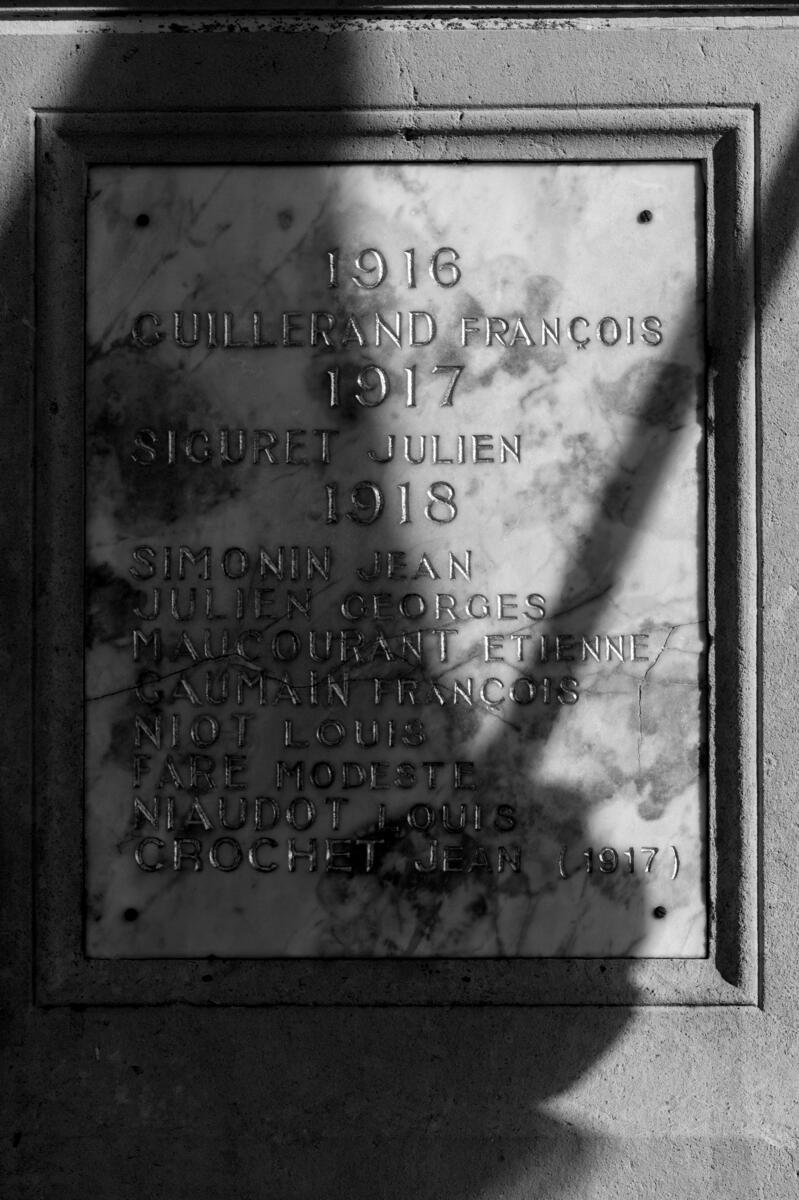 1916
GUILLERAND FRANÇOIS
1917
SIGURET JULIEN
1918
SIMONIN JEAN
JULIEN GEORGES
MAUCOURANT ETIENNE
GAUMAIN FRANÇOIS
NIOT LOUIS
FARE MODESTE
NIAUDOT LOUIS
CROCHET JEAN (1917)